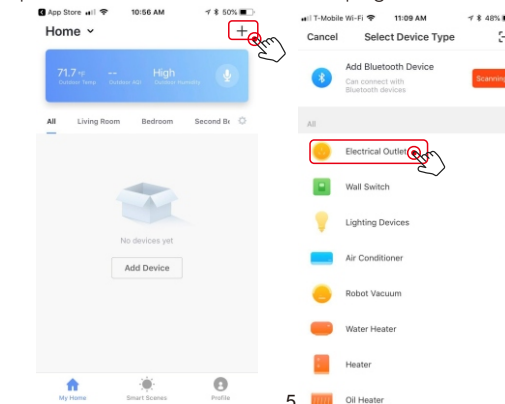 App Store 10:56 AM 50%
Home
71.7 °F -- High
Outdoor Temp Outdoor AQI Outdoor Humidity
All Living Room Bedroom Second Be
No devices yet
Add Device
My Home Smart Scenes Profile
T-Mobile Wi-Fi 11:09 AM 48%
Cancel Select Device Type
Add Bluetooth Device
Can connect with
Bluetooth devices
Scanning
All
Electrical Outlet
Wall Switch
Lighting Devices
Air Conditioner
Robot Vacuum
Water Heater
Heater
Oil Heater
5